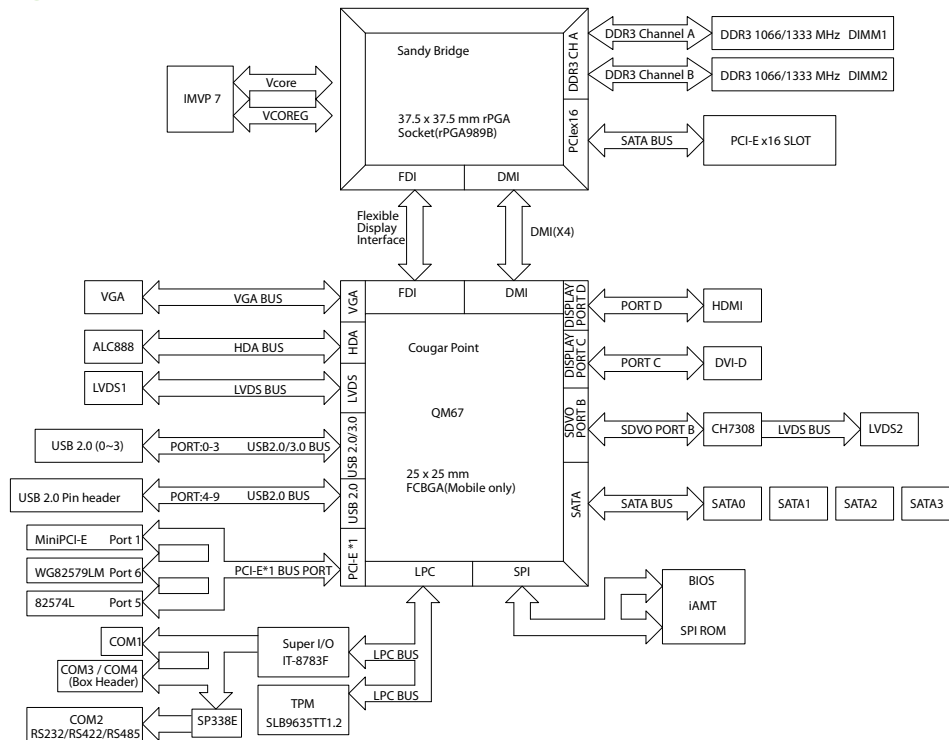 Sandy Bridge
37.5 x 37.5 mm rPGA
Socket(rPGA989B)
FDI
DMI
DDR3 CH A
PCIex16
IMVP 7
Vcore
VCOREG
DDR3 Channel A
DDR3 1066/1333 MHz DIMM1
DDR3 Channel B
DDR3 1066/1333 MHz DIMM2
SATA BUS
PCI-E x16 SLOT
Flexible
Display
Interface
DMI(X4)
FDI
DMI
Cougar Point
QM67
25 x 25 mm
FCBGA(Mobile only)
LPC
SPI
VGA
VGA BUS
VGA
ALC888
HDA BUS
HDA
LVDS1
LVDS BUS
LVDS
USB 2.0 (0~3)
PORT:0-3 USB2.0/3.0 BUS
USB 2.0/3.0
USB 2.0 Pin header
PORT:4-9 USB2.0 BUS
USB 2.0
MiniPCI-E Port 1
WG82579LM Port 6
82574L Port 5
PCI-E*1 BUS PORT
PCI-E *1
DISPLAY
PORT D
PORT D
HDMI
DISPLAY
PORT C
PORT C
DVI-D
SDVO
PORT B
SDVO PORT B
CH7308
LVDS BUS
LVDS2
SATA
SATA BUS
SATA0
SATA1
SATA2
SATA3
BIOS
iAMT
SPI ROM
COM1
COM3 / COM4
(Box Header)
COM2
RS232/RS422/RS485
SP338E
Super I/O
IT-8783F
LPC BUS
TPM
SLB9635TT1.2
LPC BUS